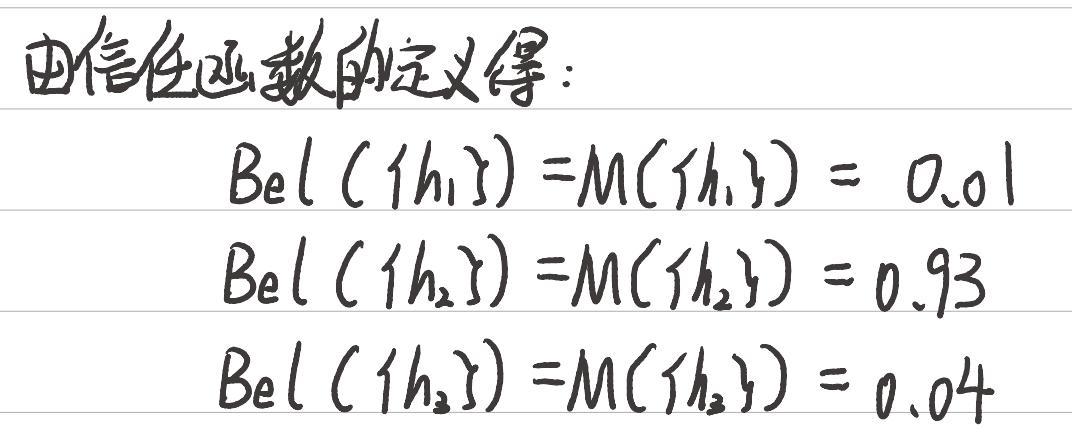 由信任函数的定义得：
Bel({h₁}) = M({h₁}) = 0.01
Bel({h₂}) = M({h₂}) = 0.93
Bel({h₃}) = M({h₃}) = 0.04